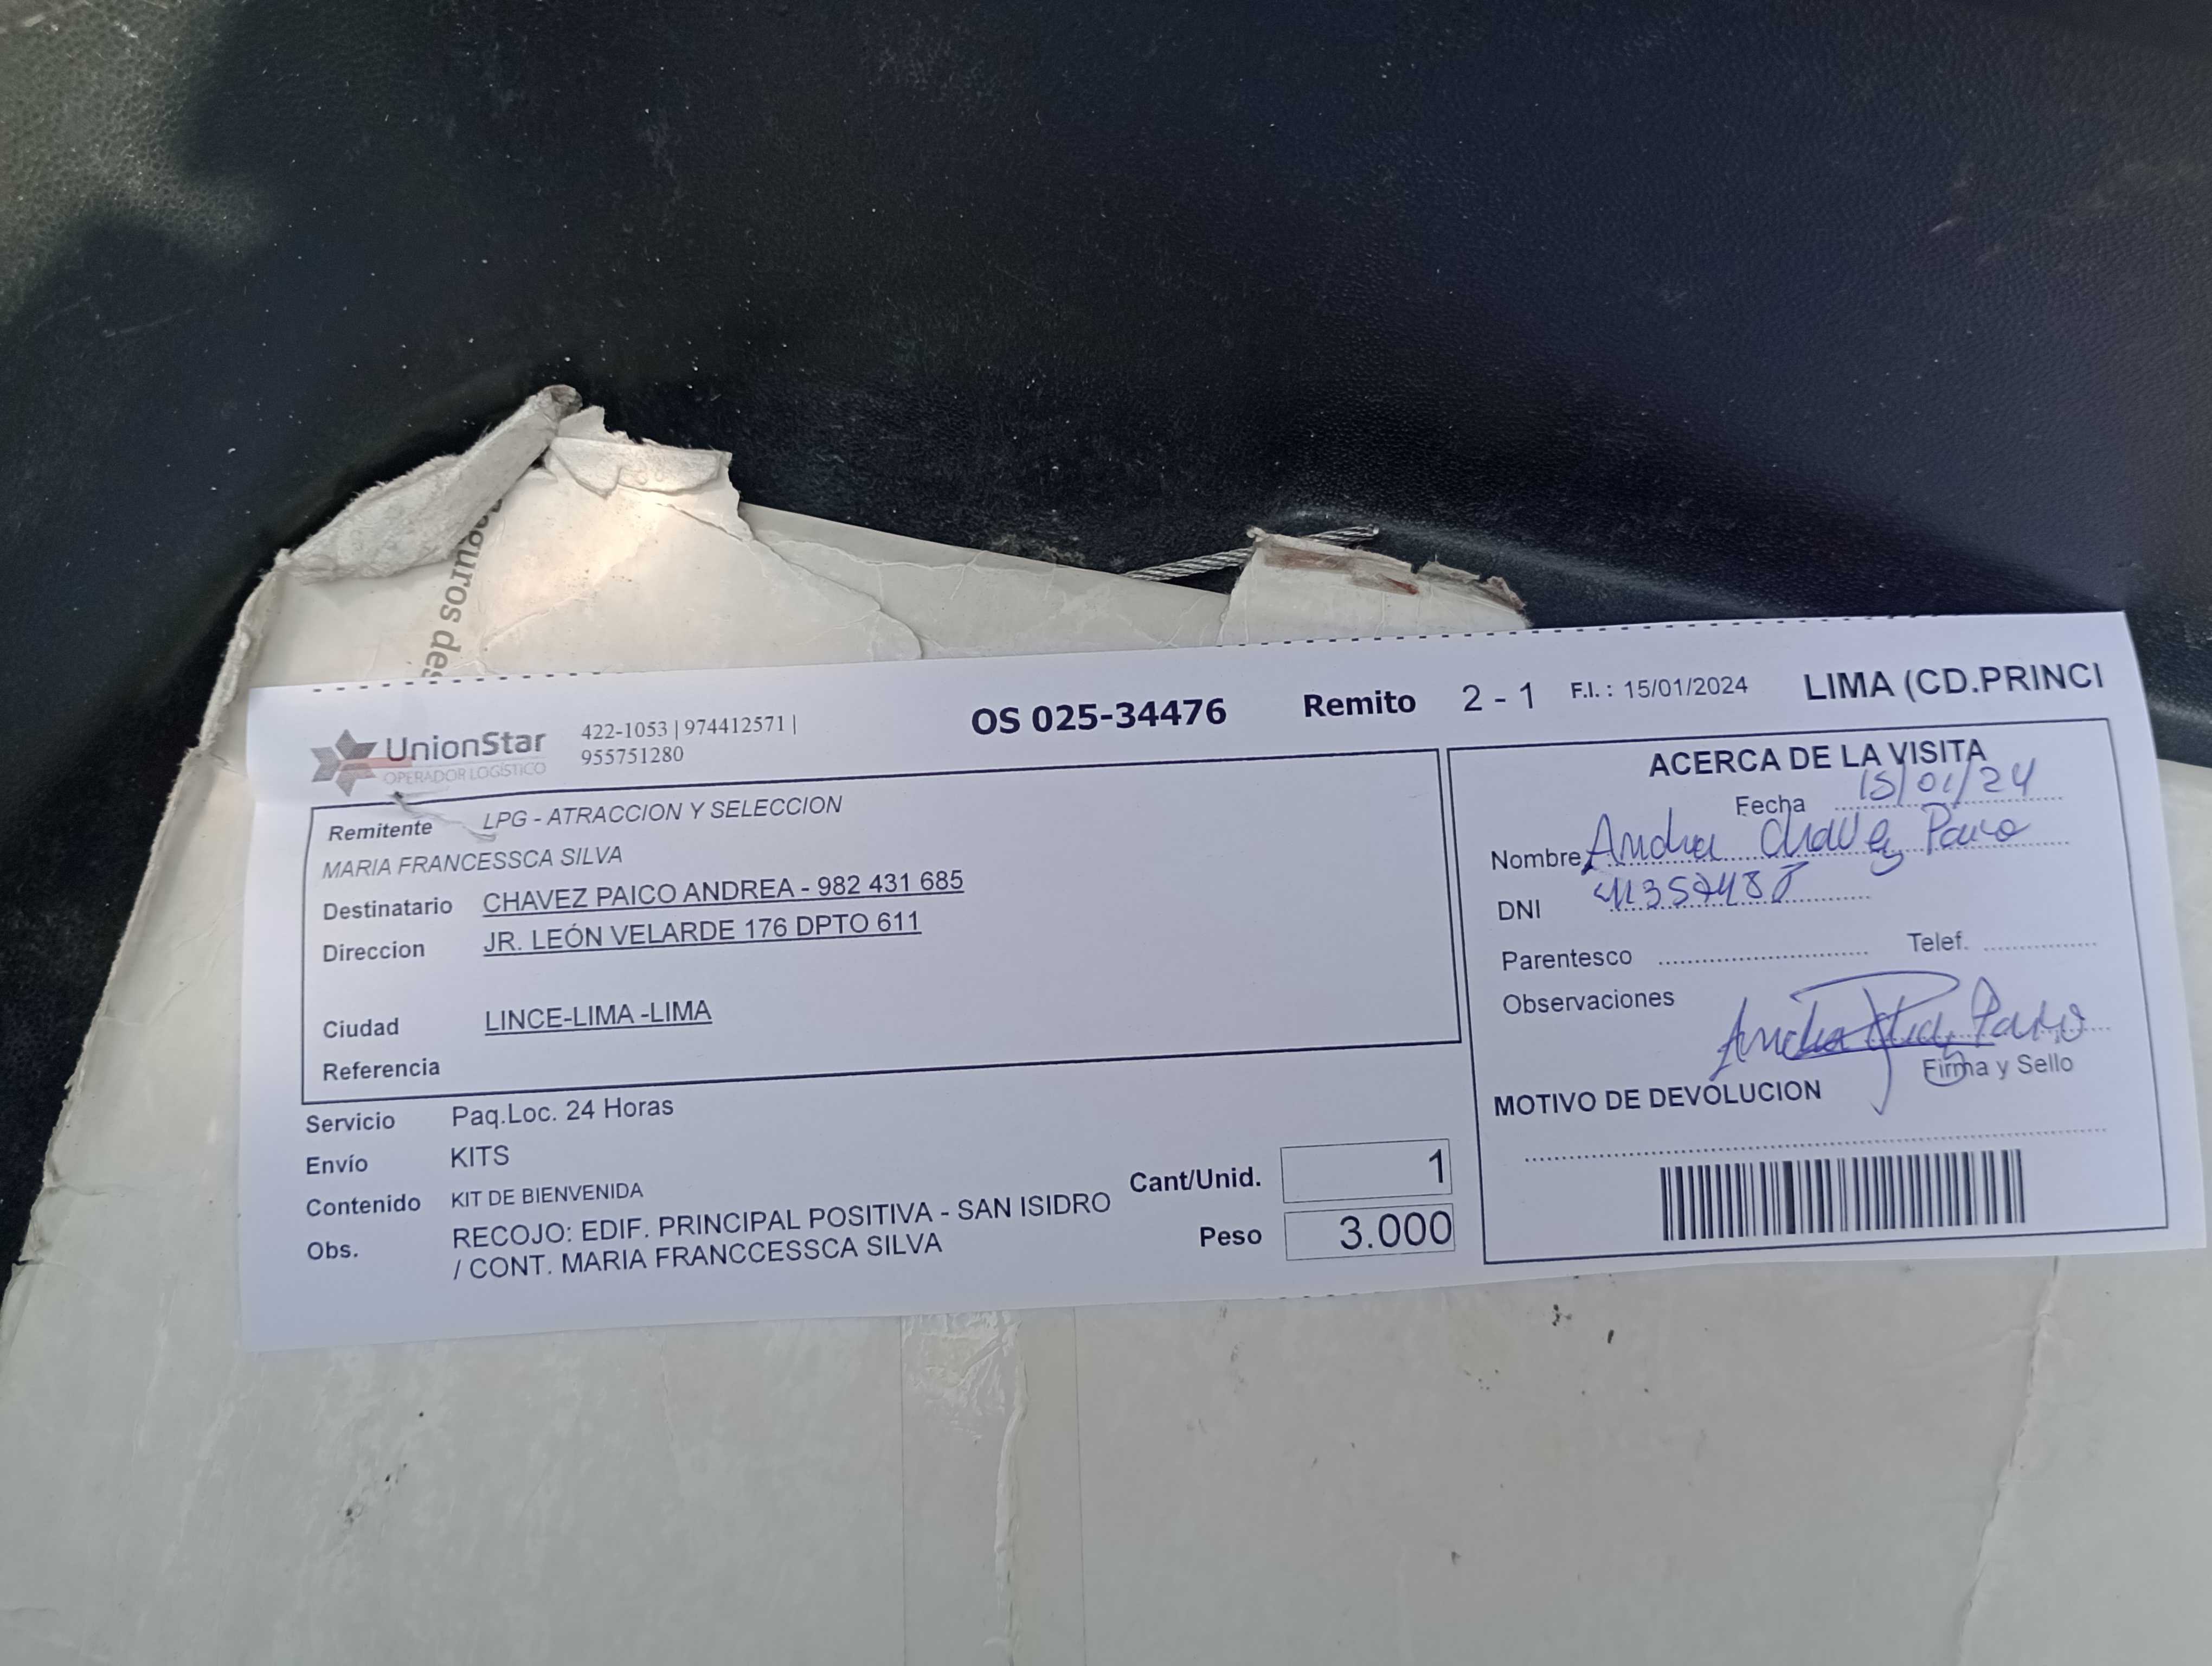 guros des
UnionStar
OPERADOR LOGÍSTICO
422-1053 | 974412571 |
955751280
OS 025-34476 Remito 2 - 1 F.I. : 15/01/2024 LIMA (CD.PRINCI
Remitente LPG - ATRACCION Y SELECCION
MARIA FRANCESSCA SILVA
Destinatario CHAVEZ PAICO ANDREA - 982 431 685
Direccion JR. LEÓN VELARDE 176 DPTO 611
Ciudad LINCE-LIMA -LIMA
Referencia
Servicio Paq.Loc. 24 Horas
Envío KITS
Contenido KIT DE BIENVENIDA
Obs. RECOJO: EDIF. PRINCIPAL POSITIVA - SAN ISIDRO
/ CONT. MARIA FRANCCESSCA SILVA
Cant/Unid. 1
Peso 3.000
ACERCA DE LA VISITA
Fecha 15/01/24
Nombre Andrea Chavez Paico
DNI
Parentesco Telef.
Observaciones
Firma y Sello
MOTIVO DE DEVOLUCION